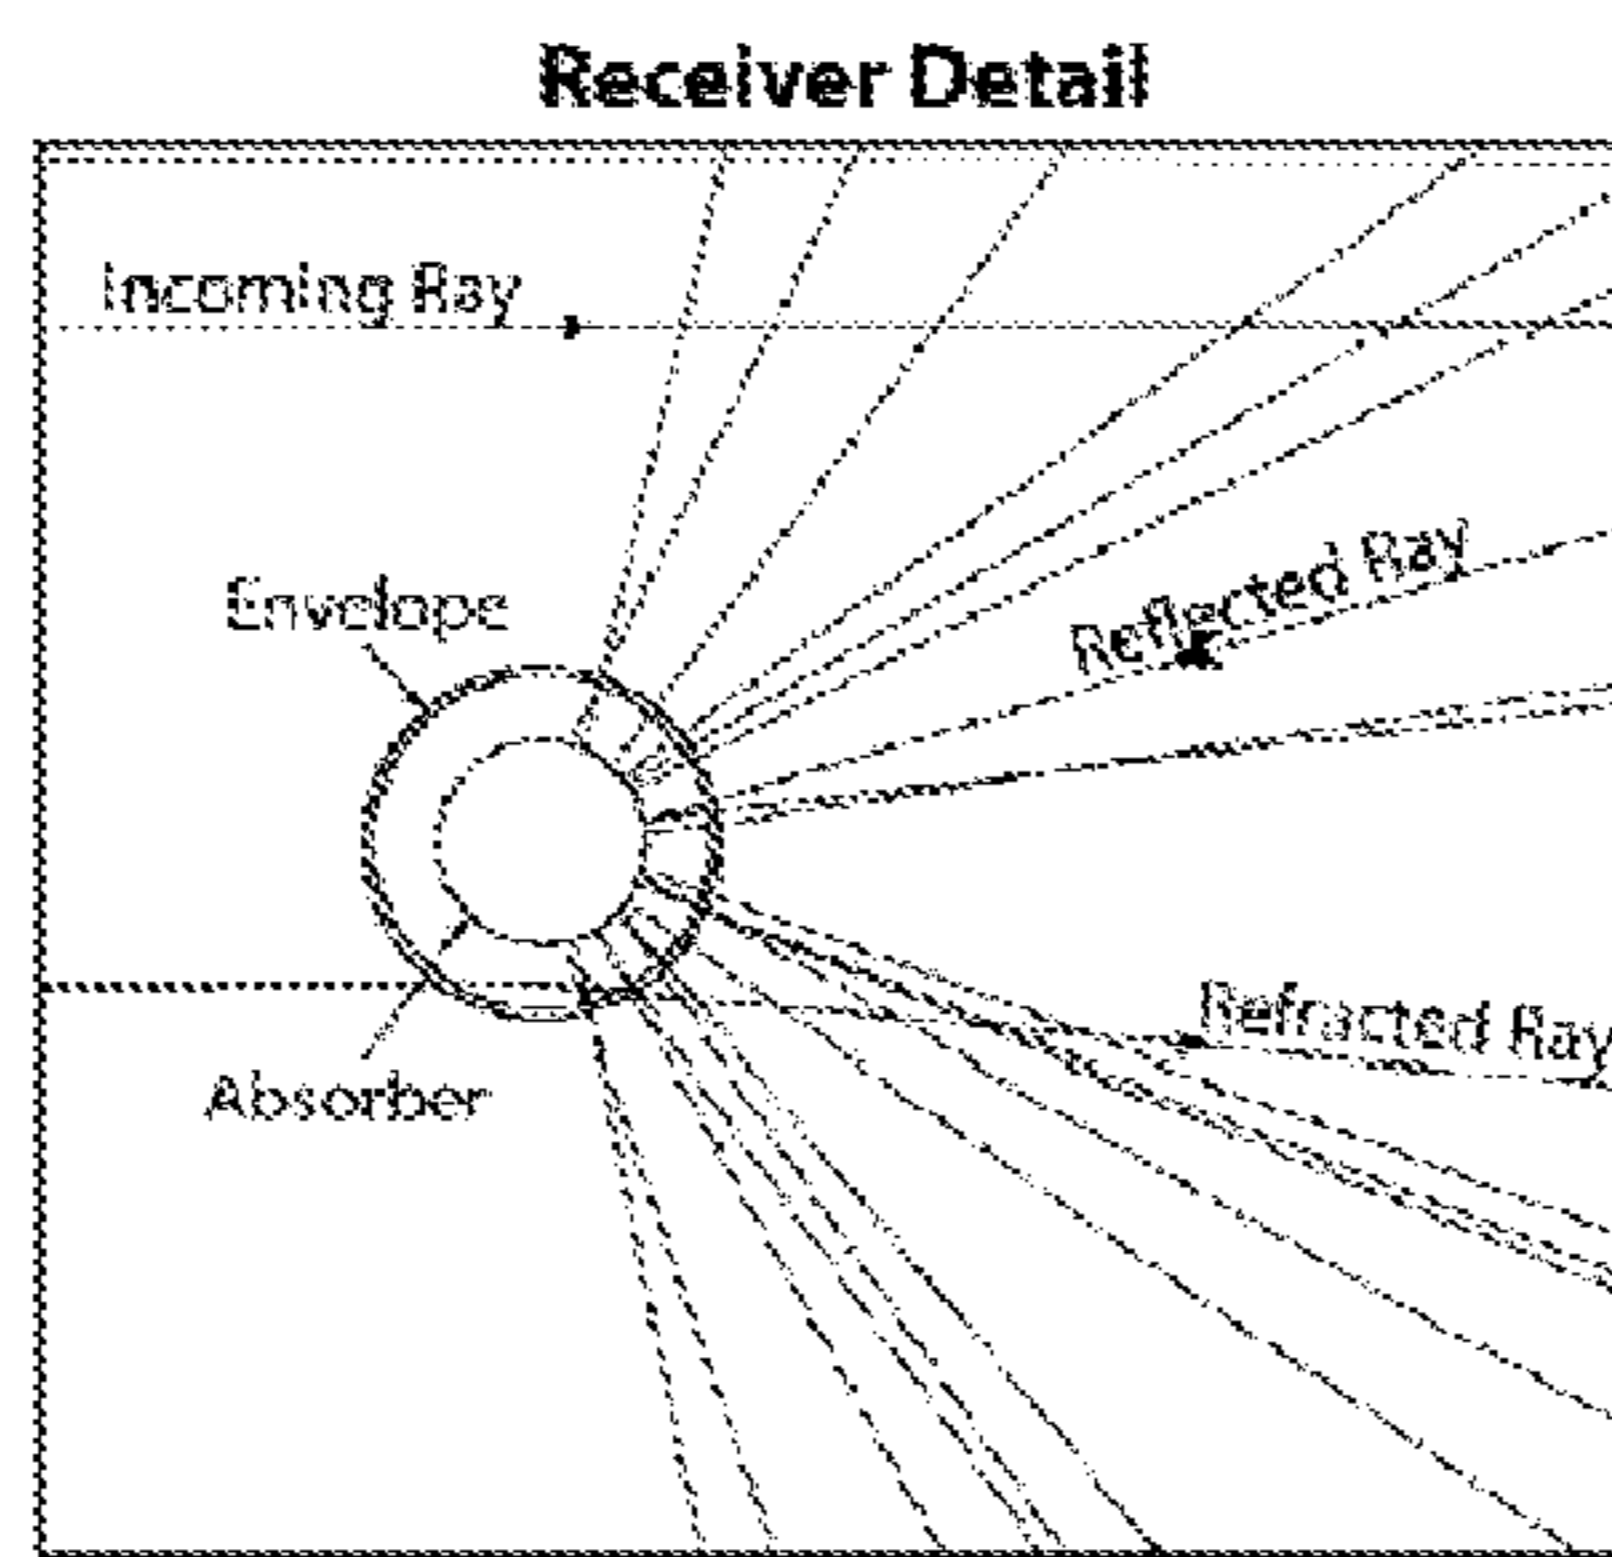 Receiver Detail
Incoming Ray
Envelope
Reflected Ray
Refracted Ray
Absorber